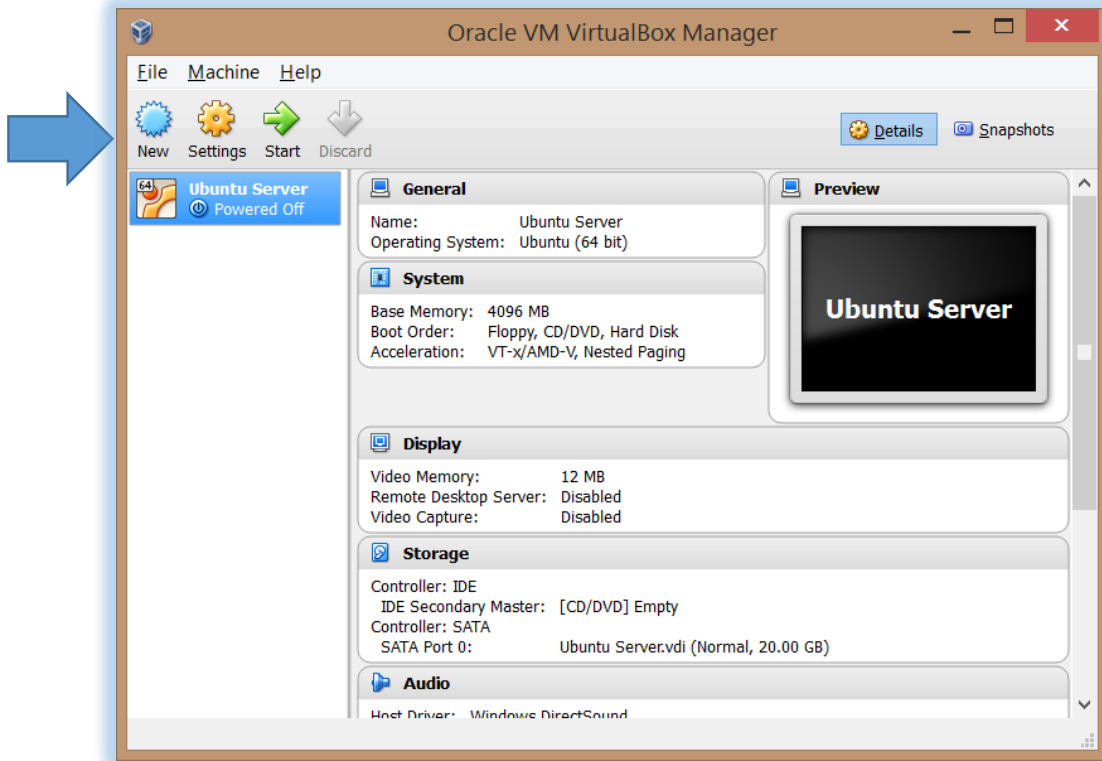 Oracle VM VirtualBox Manager
File Machine Help
New Settings Start Discard
Details Snapshots
64
Ubuntu Server
Powered Off
General
Name: Ubuntu Server
Operating System: Ubuntu (64 bit)
System
Base Memory: 4096 MB
Boot Order: Floppy, CD/DVD, Hard Disk
Acceleration: VT-x/AMD-V, Nested Paging
Preview
Ubuntu Server
Display
Video Memory: 12 MB
Remote Desktop Server: Disabled
Video Capture: Disabled
Storage
Controller: IDE
IDE Secondary Master: [CD/DVD] Empty
Controller: SATA
SATA Port 0: Ubuntu Server.vdi (Normal, 20.00 GB)
Audio
Host Driver: Windows DirectSound